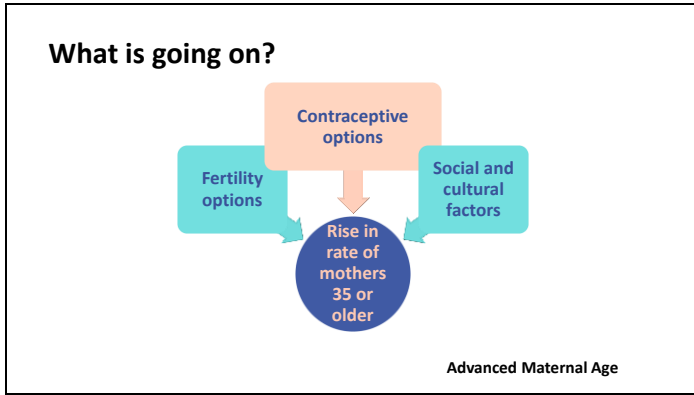 What is going on?
Contraceptive
options
Fertility
options
Social and
cultural
factors
Rise in
rate of
mothers
35 or
older
Advanced Maternal Age